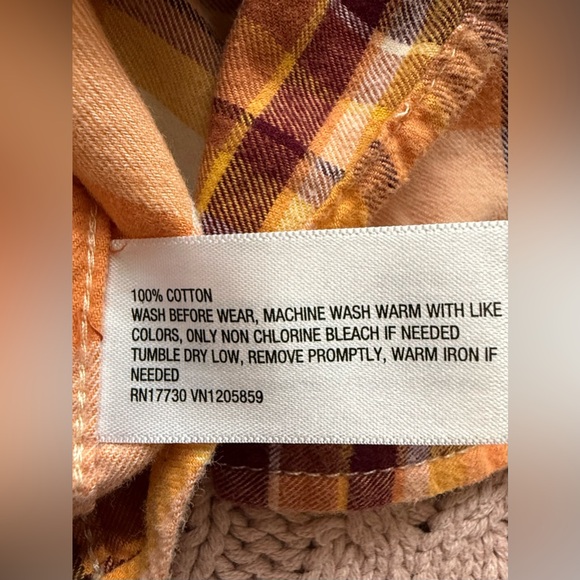 100% COTTON
WASH BEFORE WEAR, MACHINE WASH WARM WITH LIKE
COLORS, ONLY NON CHLORINE BLEACH IF NEEDED
TUMBLE DRY LOW, REMOVE PROMPTLY, WARM IRON IF
NEEDED
RN17730 VN1205859